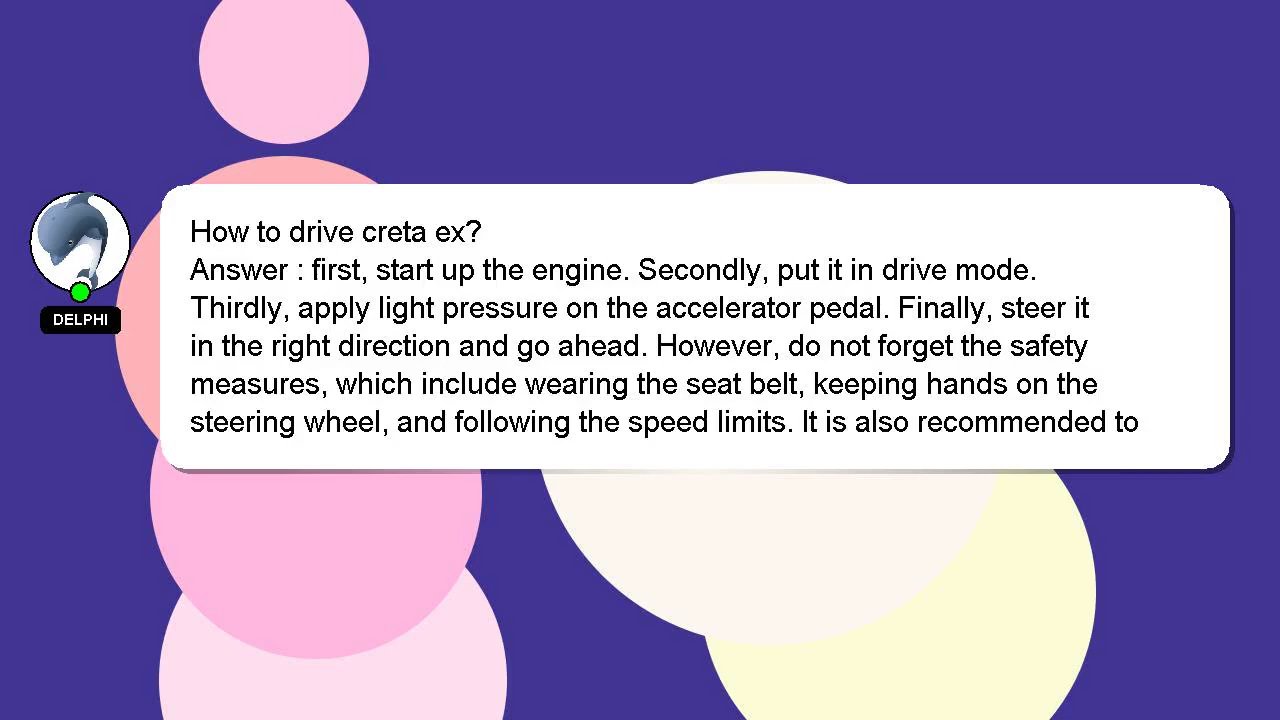 How to drive creta ex?
Answer : first, start up the engine. Secondly, put it in drive mode.
Thirdly, apply light pressure on the accelerator pedal. Finally, steer it
in the right direction and go ahead. However, do not forget the safety
measures, which include wearing the seat belt, keeping hands on the
steering wheel, and following the speed limits. It is also recommended to
DELPHI